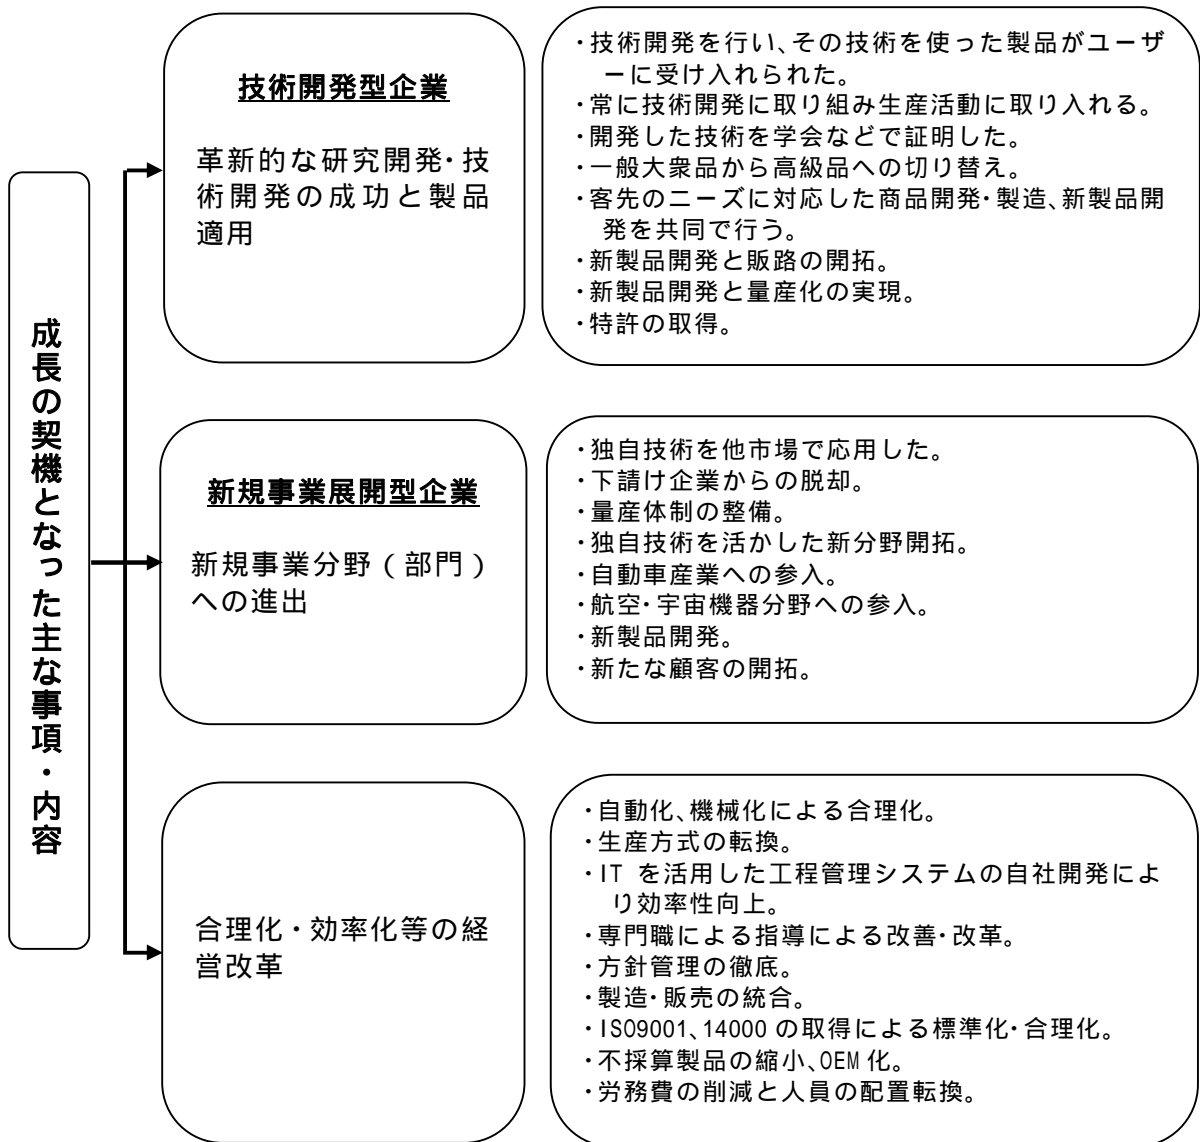 成長の契機となった主な事項・内容
技術開発型企業
革新的な研究開発・技
術開発の成功と製品
適用
・技術開発を行い、その技術を使った製品がユーザ
ーに受け入れられた。
・常に技術開発に取り組み生産活動に取り入れる。
・開発した技術を学会などで証明した。
・一般大衆品から高級品への切り替え。
・客先のニーズに対応した商品開発・製造、新製品開
発を共同で行う。
・新製品開発と販路の開拓。
・新製品開発と量産化の実現。
・特許の取得。
新規事業展開型企業
新規事業分野（部門）
への進出
・独自技術を他市場で応用した。
・下請け企業からの脱却。
・量産体制の整備。
・独自技術を活かした新分野開拓。
・自動車産業への参入。
・航空・宇宙機器分野への参入。
・新製品開発。
・新たな顧客の開拓。
合理化・効率化等の経
営改革
・自動化、機械化による合理化。
・生産方式の転換。
・IT を活用した工程管理システムの自社開発によ
り効率性向上。
・専門職による指導による改善・改革。
・方針管理の徹底。
・製造・販売の統合。
・ISO9001、14000 の取得による標準化・合理化。
・不採算製品の縮小、OEM 化。
・労務費の削減と人員の配置転換。